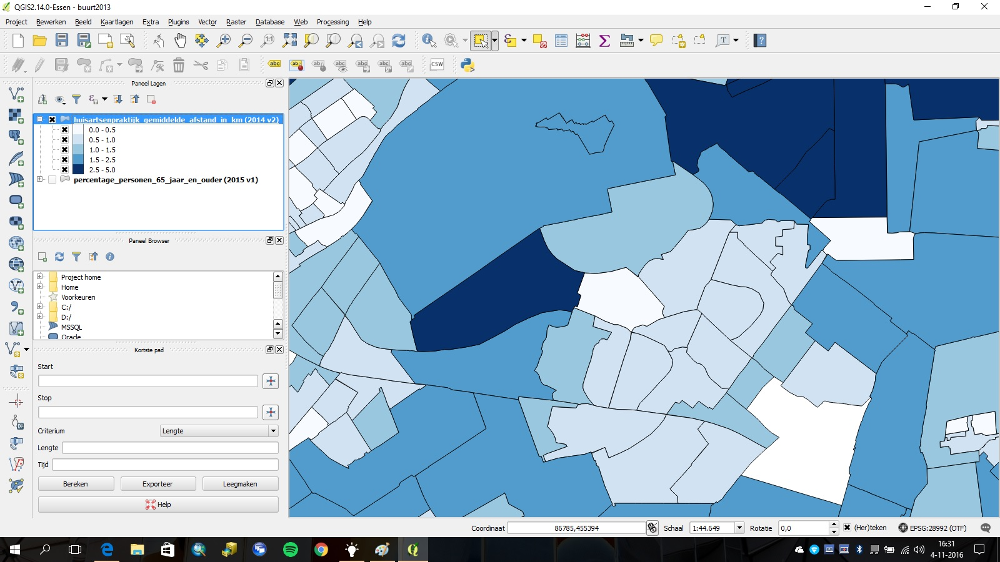 QGIS2.14.0-Essen - buurt2013
Project Bewerken Beeld Kaartlagen Extra Plugins Vector Raster Database Web Processing Help
1:1
T
?
abc ab abc abc abc abc CSW
Paneel Lagen
huisartsenpraktijk_gemiddelde_afstand_in_km (2014 v2)
0.0 - 0.5
0.5 - 1.0
1.0 - 1.5
1.5 - 2.5
2.5 - 5.0
percentage_personen_65_jaar_en_ouder (2015 v1)
Paneel Browser
Project home
Home
Voorkeuren
C:/
D:/
MSSQL
Oracle
Kortste pad
Start
Stop
Criterium Lengte
Lengte
Tijd
Bereken Exporteer Leegmaken
Help
Coordinaat 86785,455394 Schaal 1:44.649 Rotatie 0,0 (Her)teken EPSG:28992 (OTF)
16:31
4-11-2016